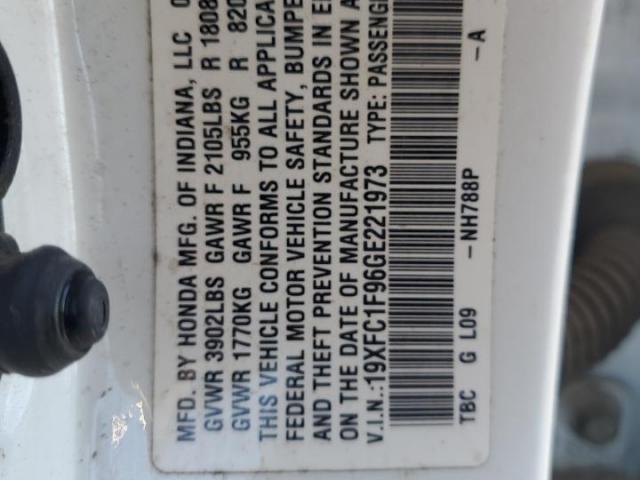 MFD. BY HONDA MFG. OF INDIANA, LLC
GVWR 3902LBS GAWR F 2105LBS R 1808
GVWR 1770KG GAWR F 955KG R 820
THIS VEHICLE CONFORMS TO ALL APPLICA
FEDERAL MOTOR VEHICLE SAFETY, BUMPE
AND THEFT PREVENTION STANDARDS IN E
ON THE DATE OF MANUFACTURE SHOWN A
V.I.N.: 19XFC1F96GE221973 TYPE: PASSENG
TBC G L09 - NH788P - A